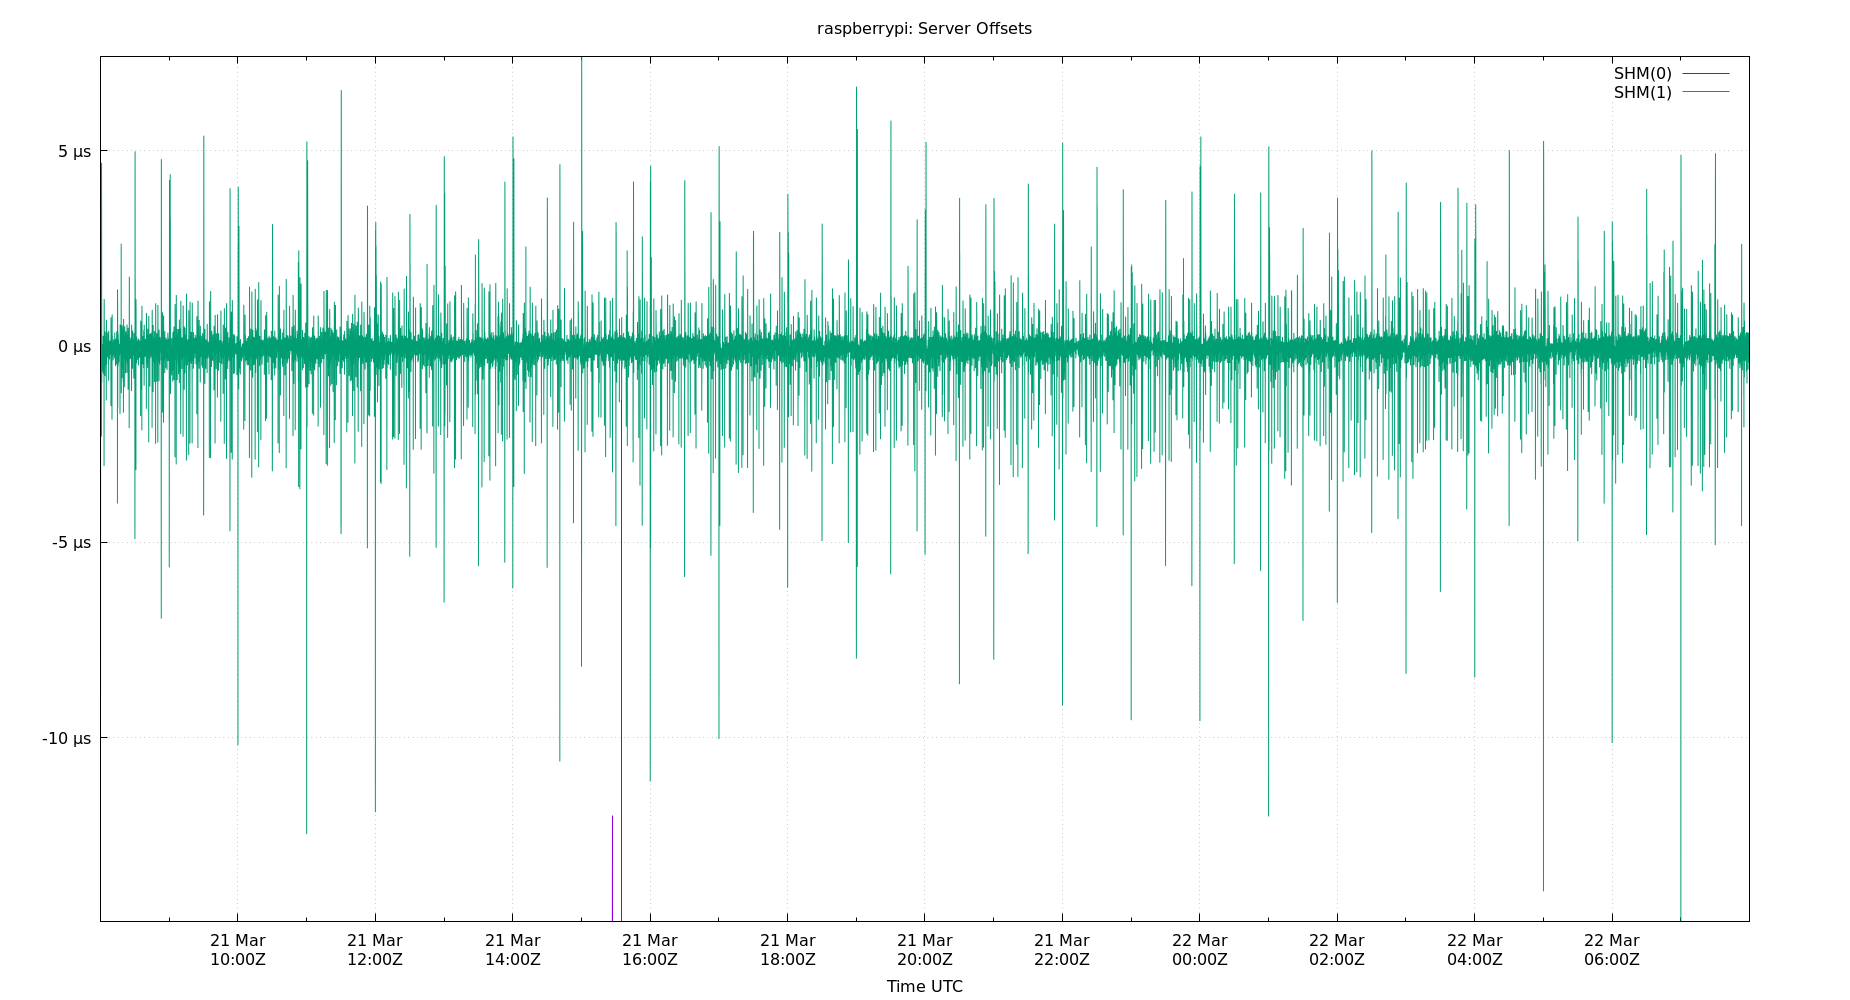 raspberrypi: Server Offsets
SHM(0)
SHM(1)
5 µs
0 µs
-5 µs
-10 µs
21 Mar 21 Mar 21 Mar 21 Mar 21 Mar 21 Mar 21 Mar 22 Mar 22 Mar 22 Mar 22 Mar
10:00Z 12:00Z 14:00Z 16:00Z 18:00Z 20:00Z 22:00Z 00:00Z 02:00Z 04:00Z 06:00Z
Time UTC